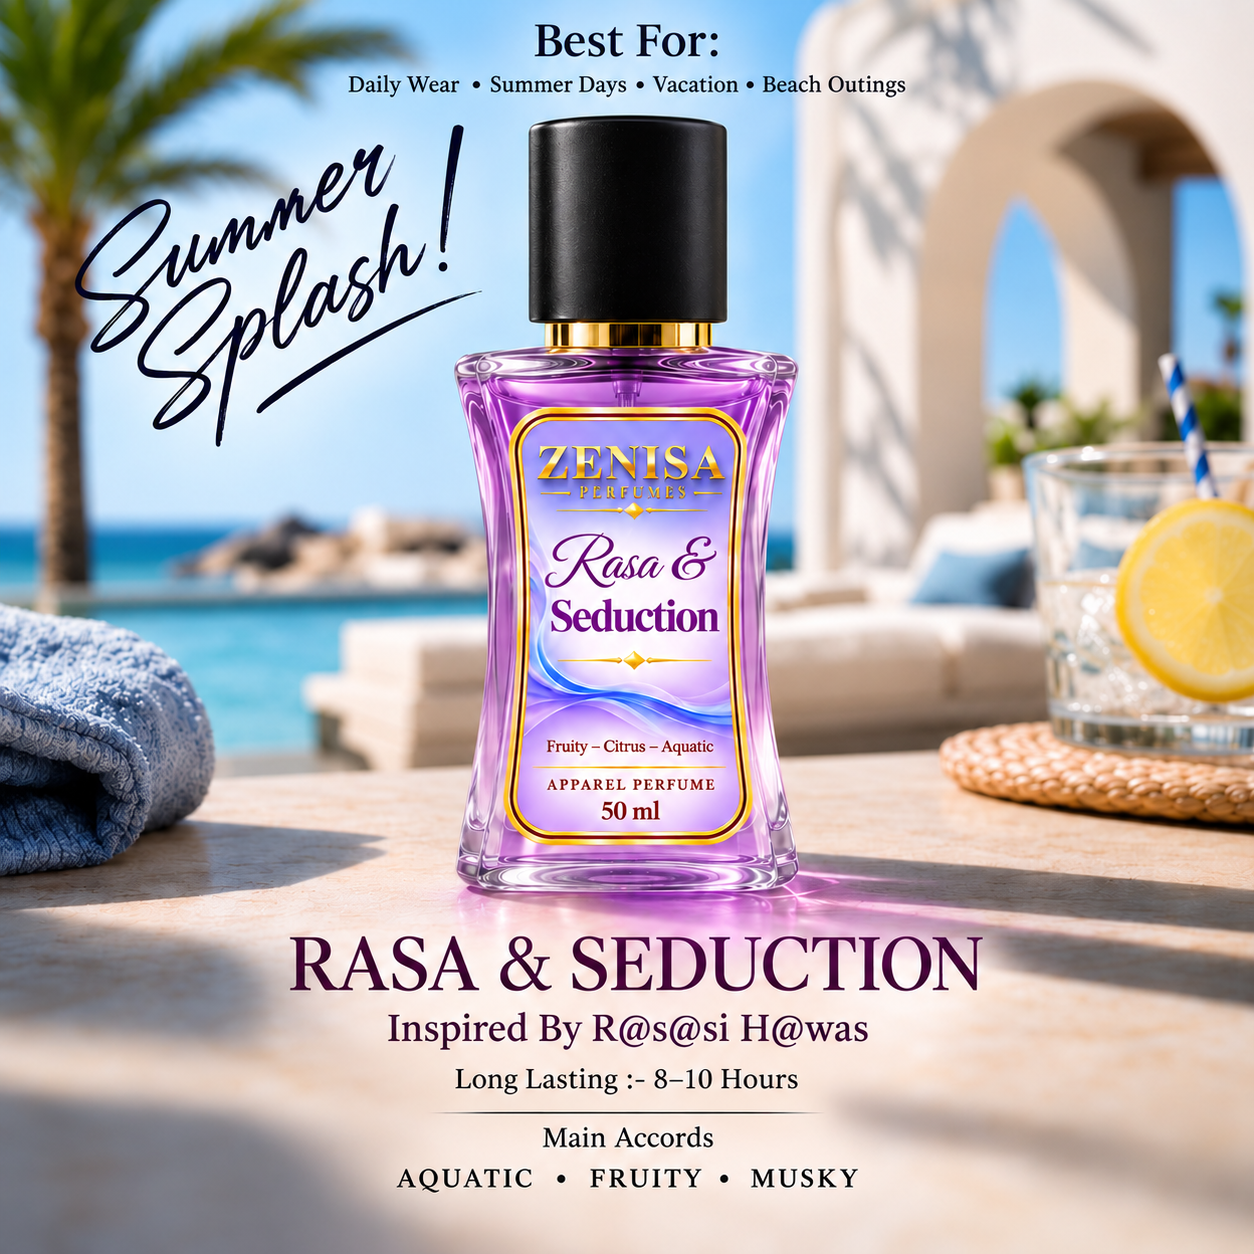 Best For:
Daily Wear • Summer Days • Vacation • Beach Outings
Summer
Splash!
ZENISA
PERFUMES
Rasa &
Seduction
Fruity – Citrus – Aquatic
APPAREL PERFUME
50 ml
RASA & SEDUCTION
Inspired By R@s@si H@was
Long Lasting :- 8–10 Hours
Main Accords
AQUATIC • FRUITY • MUSKY